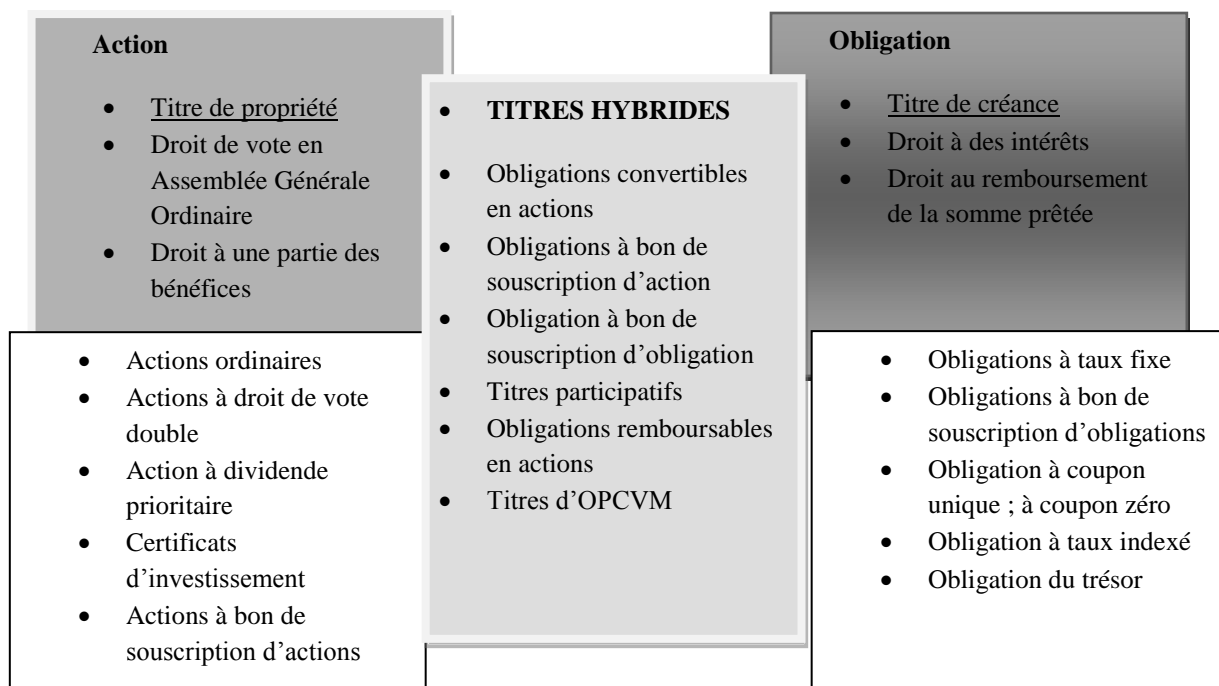 Action
• Titre de propriété
• Droit de vote en
Assemblée Générale
Ordinaire
• Droit à une partie des
bénéfices
• Actions ordinaires
• Actions à droit de vote
double
• Action à dividende
prioritaire
• Certificats
d’investissement
• Actions à bon de
souscription d’actions
• TITRES HYBRIDES
• Obligations convertibles
en actions
• Obligations à bon de
souscription d’action
• Obligation à bon de
souscription d’obligation
• Titres participatifs
• Obligations remboursables
en actions
• Titres d’OPCVM
Obligation
• Titre de créance
• Droit à des intérêts
• Droit au remboursement
de la somme prêtée
• Obligations à taux fixe
• Obligations à bon de
souscription d’obligations
• Obligation à coupon
unique ; à coupon zéro
• Obligation à taux indexé
• Obligation du trésor